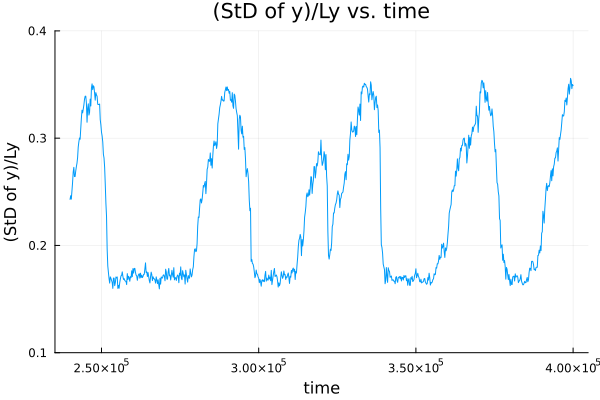 (StD of y)/Ly vs. time
(StD of y)/Ly
0.4
0.3
0.2
0.1
2.50×10⁵ 3.00×10⁵ 3.50×10⁵ 4.00×10⁵
time